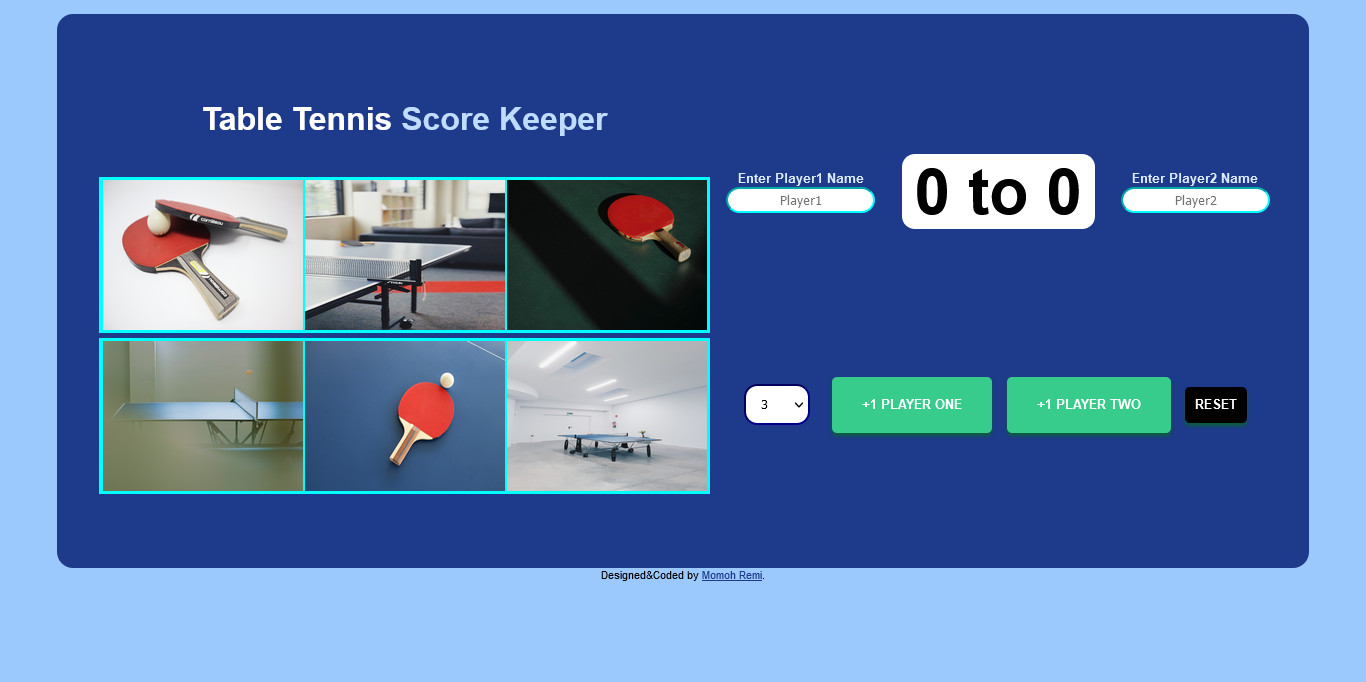 Table Tennis Score Keeper
Enter Player1 Name
Player1
0 to 0
Enter Player2 Name
Player2
cornilleau
3
+1 PLAYER ONE
+1 PLAYER TWO
RESET
Designed&Coded by Momoh Remi.